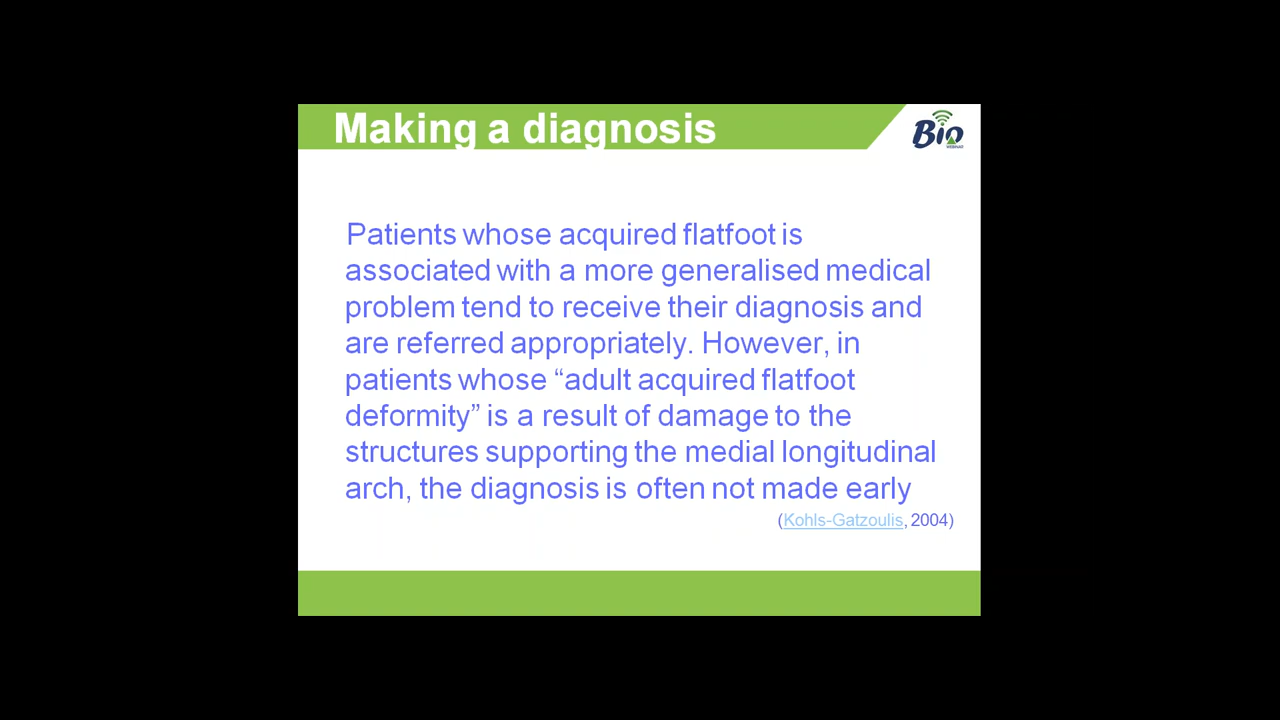 Making a diagnosis
Bio
WEBINAR
Patients whose acquired flatfoot is
associated with a more generalised medical
problem tend to receive their diagnosis and
are referred appropriately. However, in
patients whose “adult acquired flatfoot
deformity” is a result of damage to the
structures supporting the medial longitudinal
arch, the diagnosis is often not made early
(Kohls-Gatzoulis, 2004)